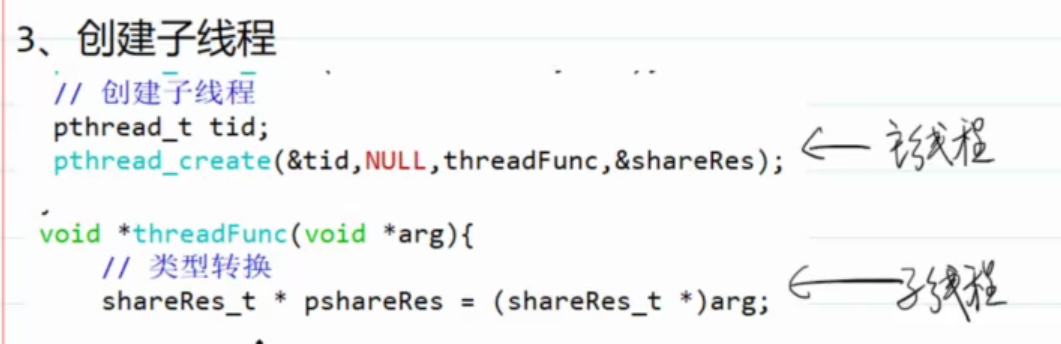 3、创建子线程
// 创建子线程
pthread_t tid;
pthread_create(&tid,NULL,threadFunc,&shareRes);
主线程
void *threadFunc(void *arg){
// 类型转换
shareRes_t * pshareRes = (shareRes_t *)arg;
子线程